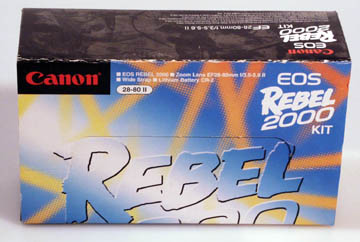 Canon EOS REBEL 2000 KIT EF28-80mm f/3.5-5.6 II
Canon
■ EOS REBEL 2000 ■ Zoom Lens EF28-80mm f/3.5-5.6 II
■ Wide Strap ■ Lithium Battery CR-2
28-80 II
EOS
REBEL
2000
KIT
REBEL
2000